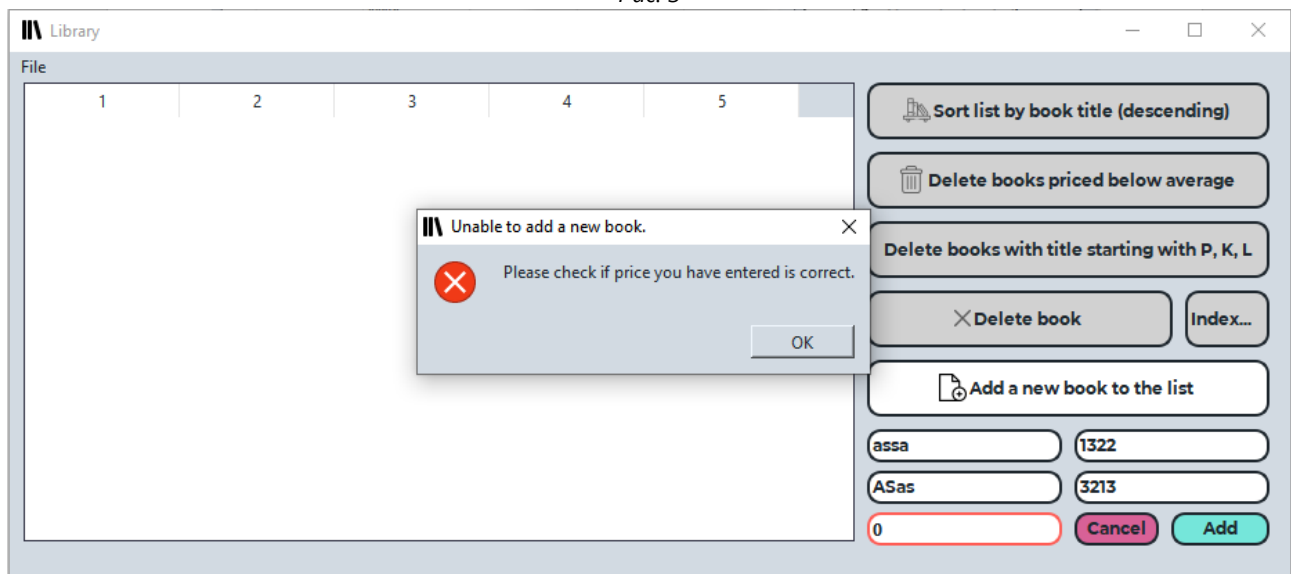 Library
File
1 2 3 4 5
Sort list by book title (descending)
Delete books priced below average
Unable to add a new book.
Please check if price you have entered is correct.
OK
Delete books with title starting with P, K, L
Delete book
Index...
Add a new book to the list
assa
1322
ASas
3213
0
Cancel
Add